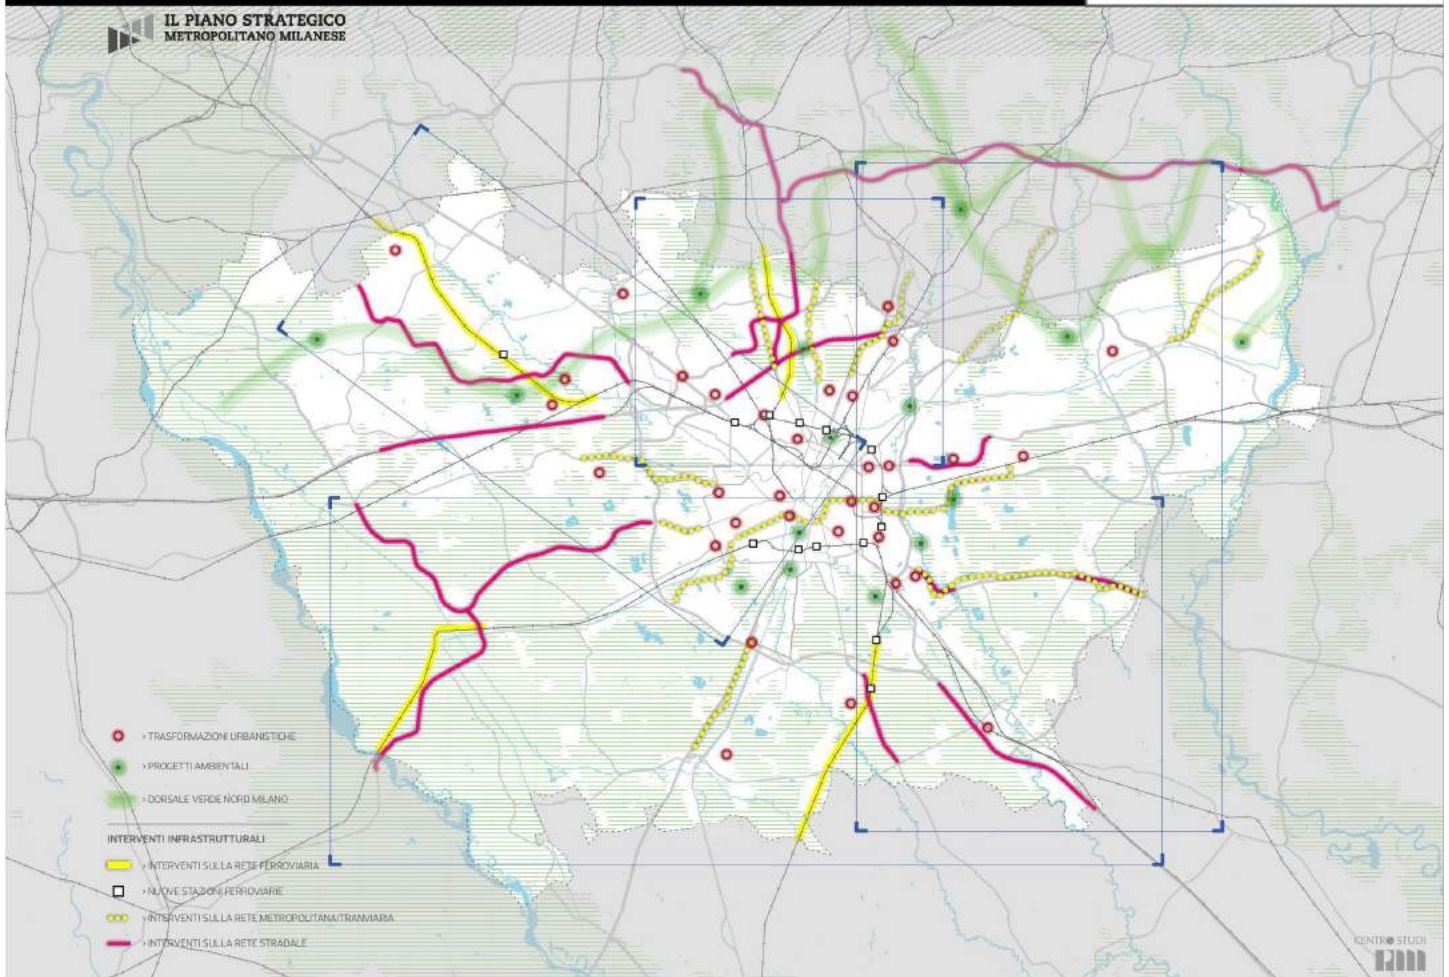 IL PIANO STRATEGICO
METROPOLITANO MILANESE
› TRASFORMAZIONI URBANISTICHE
› PROGETTI AMBIENTALI
› DORSALE VERDE NORD MILANO
INTERVENTI INFRASTRUTTURALI
› INTERVENTI SULLA RETE FERROVIARIA
› NUOVE STAZIONI FERROVIARIE
› INTERVENTI SULLA RETE METROPOLITANA/TRANVIARIA
› INTERVENTI SULLA RETE STRADALE
CENTRO STUDI
PIM